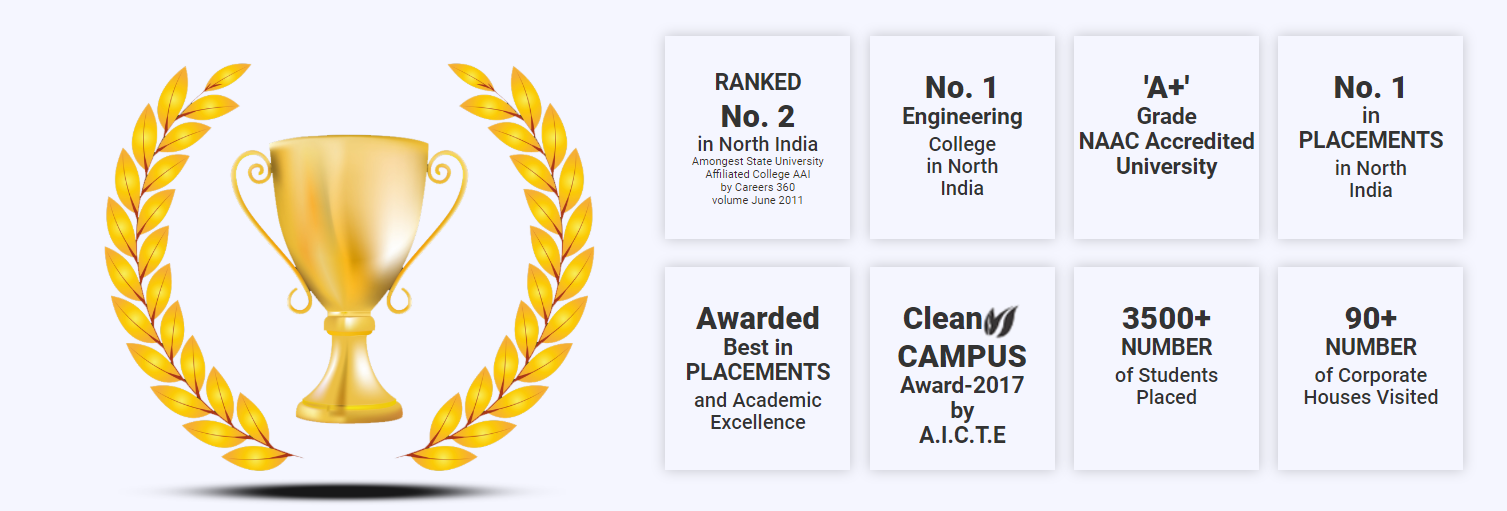 RANKED
No. 2
in North India
Amongest State University
Affiliated College AAI
by Careers 360
volume June 2011
No. 1
Engineering
College
in North
India
'A+'
Grade
NAAC Accredited
University
No. 1
in
PLACEMENTS
in North
India
Awarded
Best in
PLACEMENTS
and Academic
Excellence
Clean
CAMPUS
Award-2017
by
A.I.C.T.E
3500+
NUMBER
of Students
Placed
90+
NUMBER
of Corporate
Houses Visited